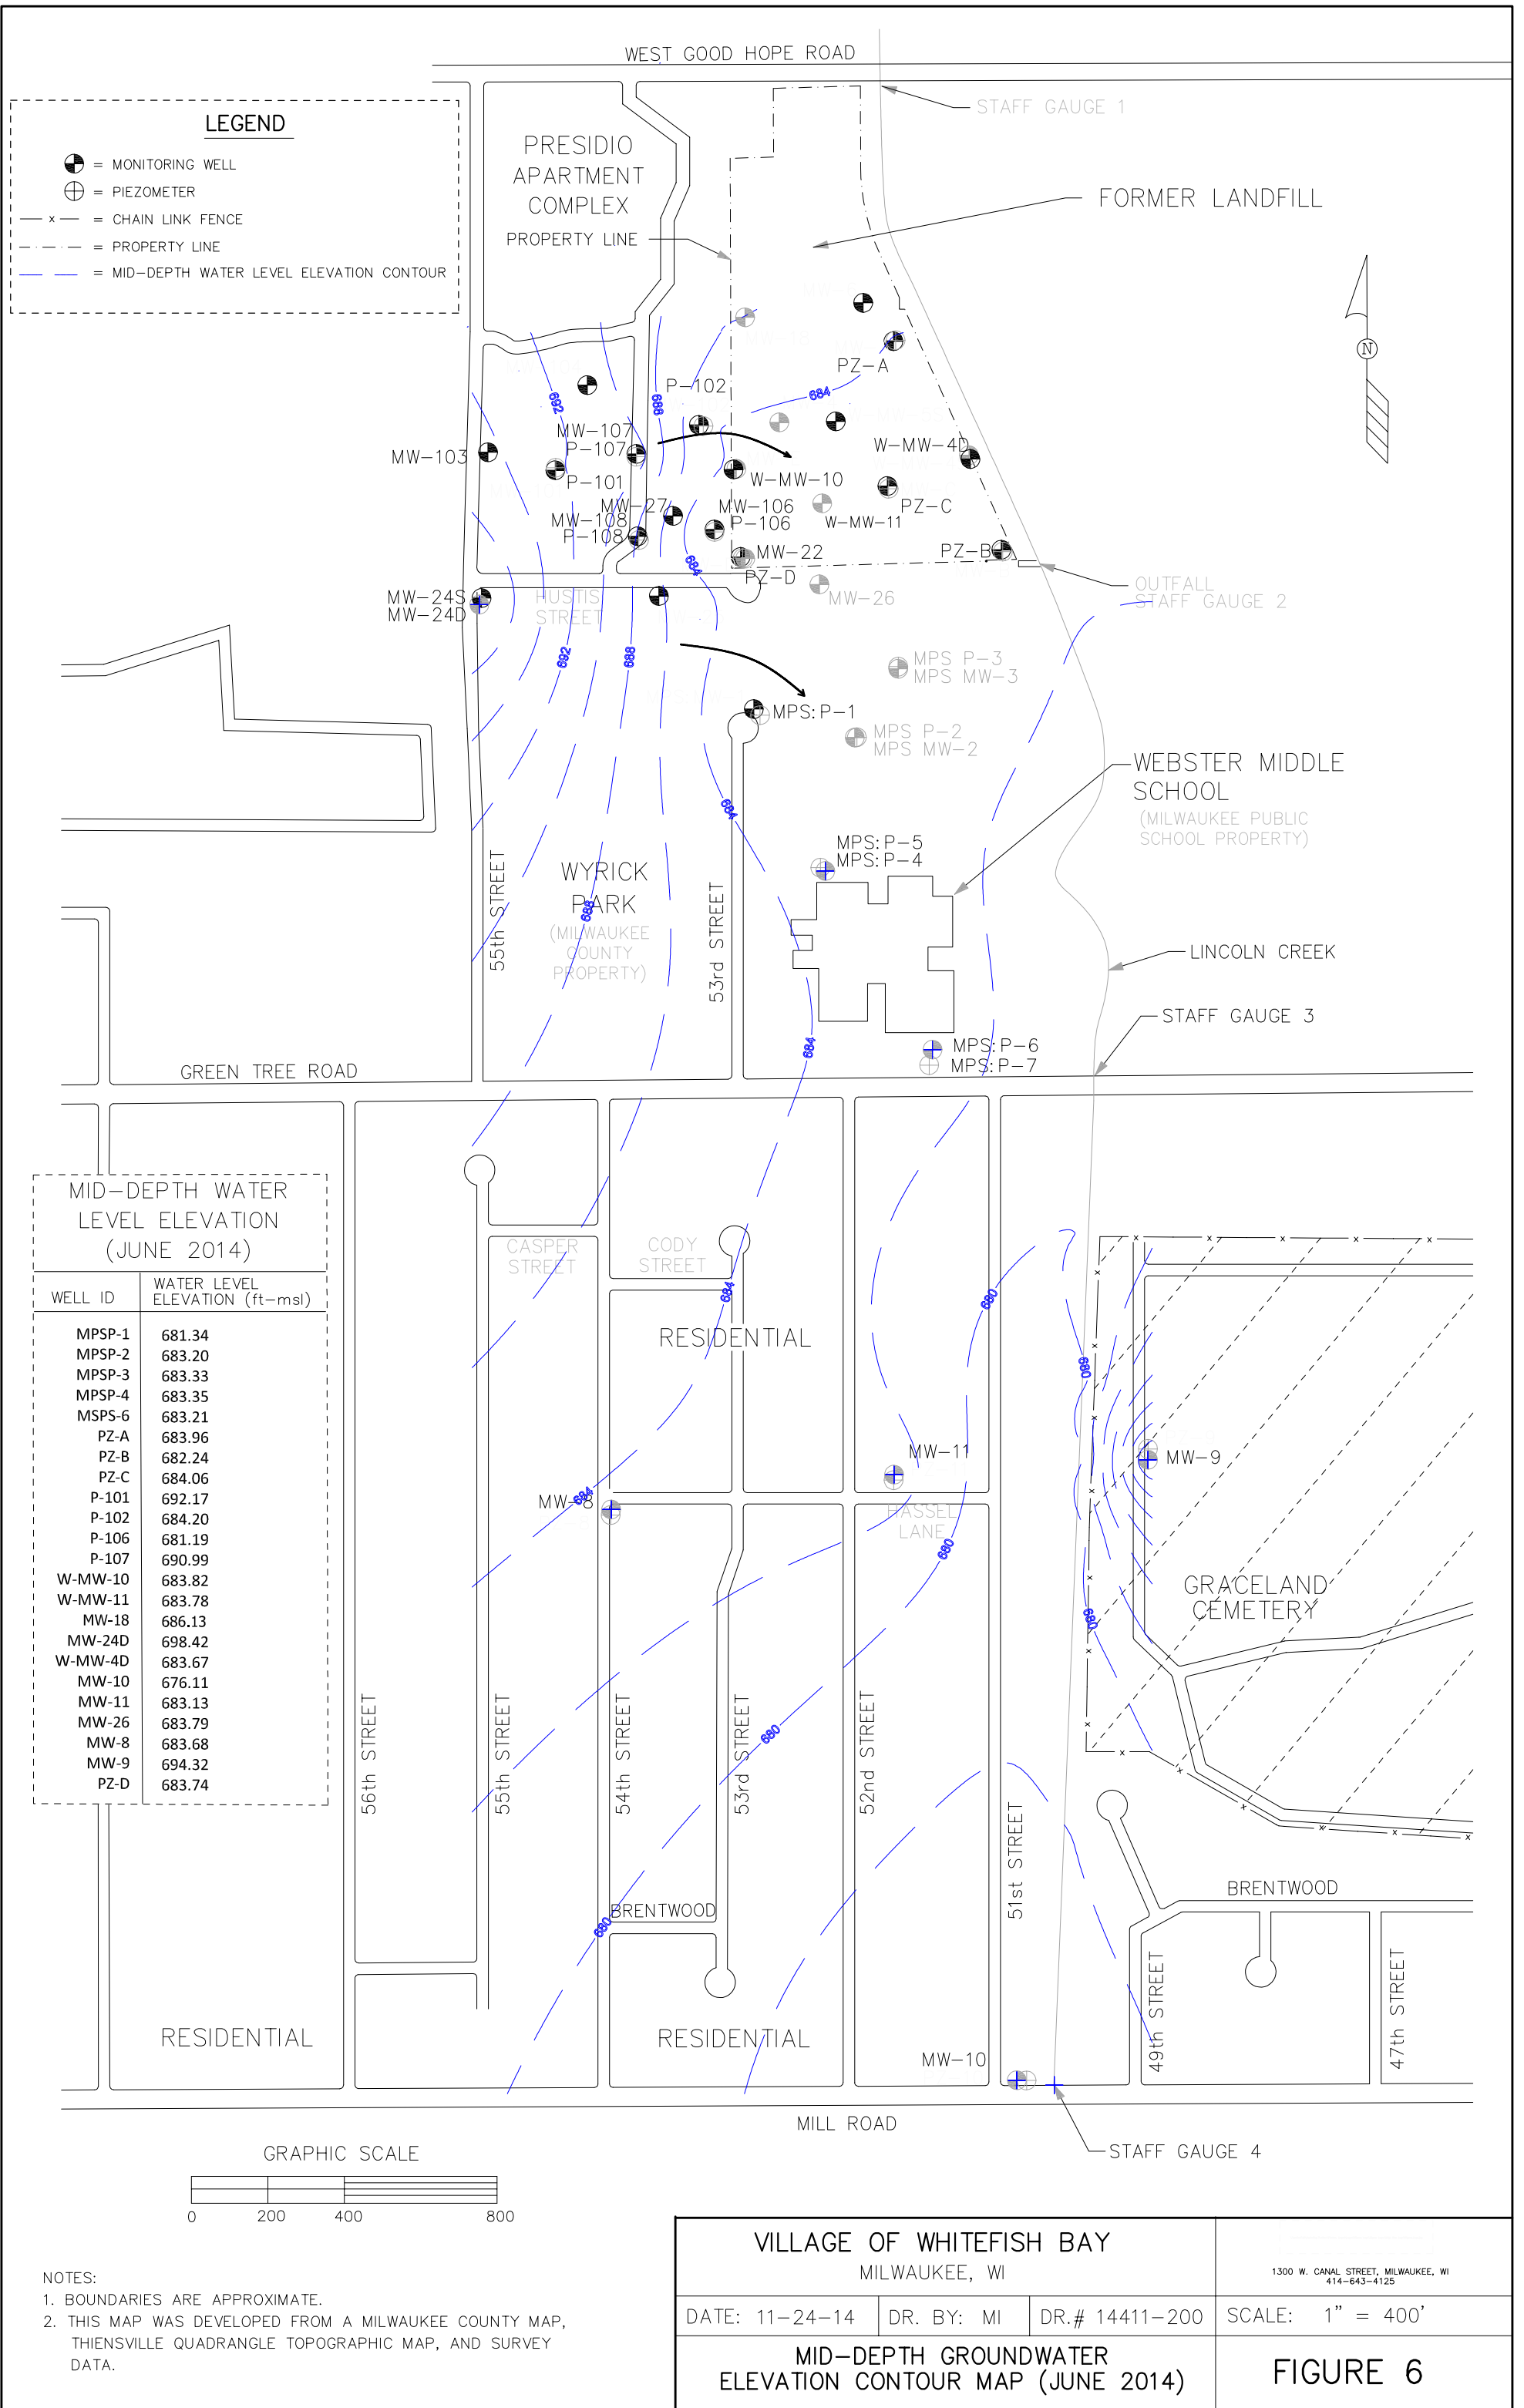 WEST GOOD HOPE ROAD
STAFF GAUGE 1
LEGEND
= MONITORING WELL
= PIEZOMETER
x = CHAIN LINK FENCE
= PROPERTY LINE
= MID-DEPTH WATER LEVEL ELEVATION CONTOUR
PRESIDIO
APARTMENT
COMPLEX
PROPERTY LINE
FORMER LANDFILL
N
MW-18
PZ-A
P-102
692
688
684
MW-107
P-107
MW-103
P-101
W-MW-4D
W-MW-10
PZ-C
MW-27
MW-106
P-106
W-MW-11
MW-108
P-108
MW-22
PZ-D
PZ-B
684
OUTFALL
STAFF GAUGE 2
MW-26
MW-24S
MW-24D
HUSTIS
STREET
692
688
MPS P-3
MPS MW-3
MPS:P-1
MPS P-2
MPS MW-2
WEBSTER MIDDLE
SCHOOL
(MILWAUKEE PUBLIC
SCHOOL PROPERTY)
684
MPS:P-5
MPS:P-4
55th STREET
WYRICK
PARK
688
(MILWAUKEE
COUNTY
PROPERTY)
53rd STREET
LINCOLN CREEK
STAFF GAUGE 3
684
MPS:P-6
MPS:P-7
GREEN TREE ROAD
MID-DEPTH WATER
LEVEL ELEVATION
(JUNE 2014)
WELL ID WATER LEVEL
ELEVATION (ft-msl)
MPSP-1 681.34
MPSP-2 683.20
MPSP-3 683.33
MPSP-4 683.35
MSPS-6 683.21
PZ-A 683.96
PZ-B 682.24
PZ-C 684.06
P-101 692.17
P-102 684.20
P-106 681.19
P-107 690.99
W-MW-10 683.82
W-MW-11 683.78
MW-18 686.13
MW-24D 698.42
W-MW-4D 683.67
MW-10 676.11
MW-11 683.13
MW-26 683.79
MW-8 683.68
MW-9 694.32
PZ-D 683.74
CASPER
STREET
CODY
STREET
684
RESIDENTIAL
680
680
MW-11
MW-9
MW-8
684
HASSEL
LANE
680
GRACELAND
CEMETERY
680
56th STREET
55th STREET
54th STREET
53rd STREET
680
52nd STREET
51st STREET
BRENTWOOD
BRENTWOOD
680
49th STREET
47th STREET
RESIDENTIAL
RESIDENTIAL
MW-10
MILL ROAD
STAFF GAUGE 4
GRAPHIC SCALE
0 200 400 800
NOTES:
1. BOUNDARIES ARE APPROXIMATE.
2. THIS MAP WAS DEVELOPED FROM A MILWAUKEE COUNTY MAP,
THIENSVILLE QUADRANGLE TOPOGRAPHIC MAP, AND SURVEY
DATA.
VILLAGE OF WHITEFISH BAY
MILWAUKEE, WI
1300 W. CANAL STREET, MILWAUKEE, WI
414-643-4125
DATE: 11-24-14 DR. BY: MI DR.# 14411-200 SCALE: 1" = 400'
MID-DEPTH GROUNDWATER
ELEVATION CONTOUR MAP (JUNE 2014)
FIGURE 6